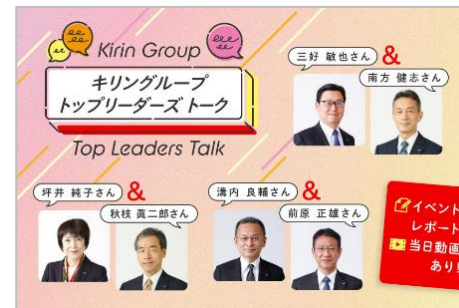 Kirin Group
キリングループ
トップリーダーズ トーク
Top Leaders Talk
三好 敏也さん
&
南方 健志さん
坪井 純子さん
&
秋枝 眞二郎さん
溝内 良輔さん
&
前原 正雄さん
イベント
レポート
当日動画
あり!